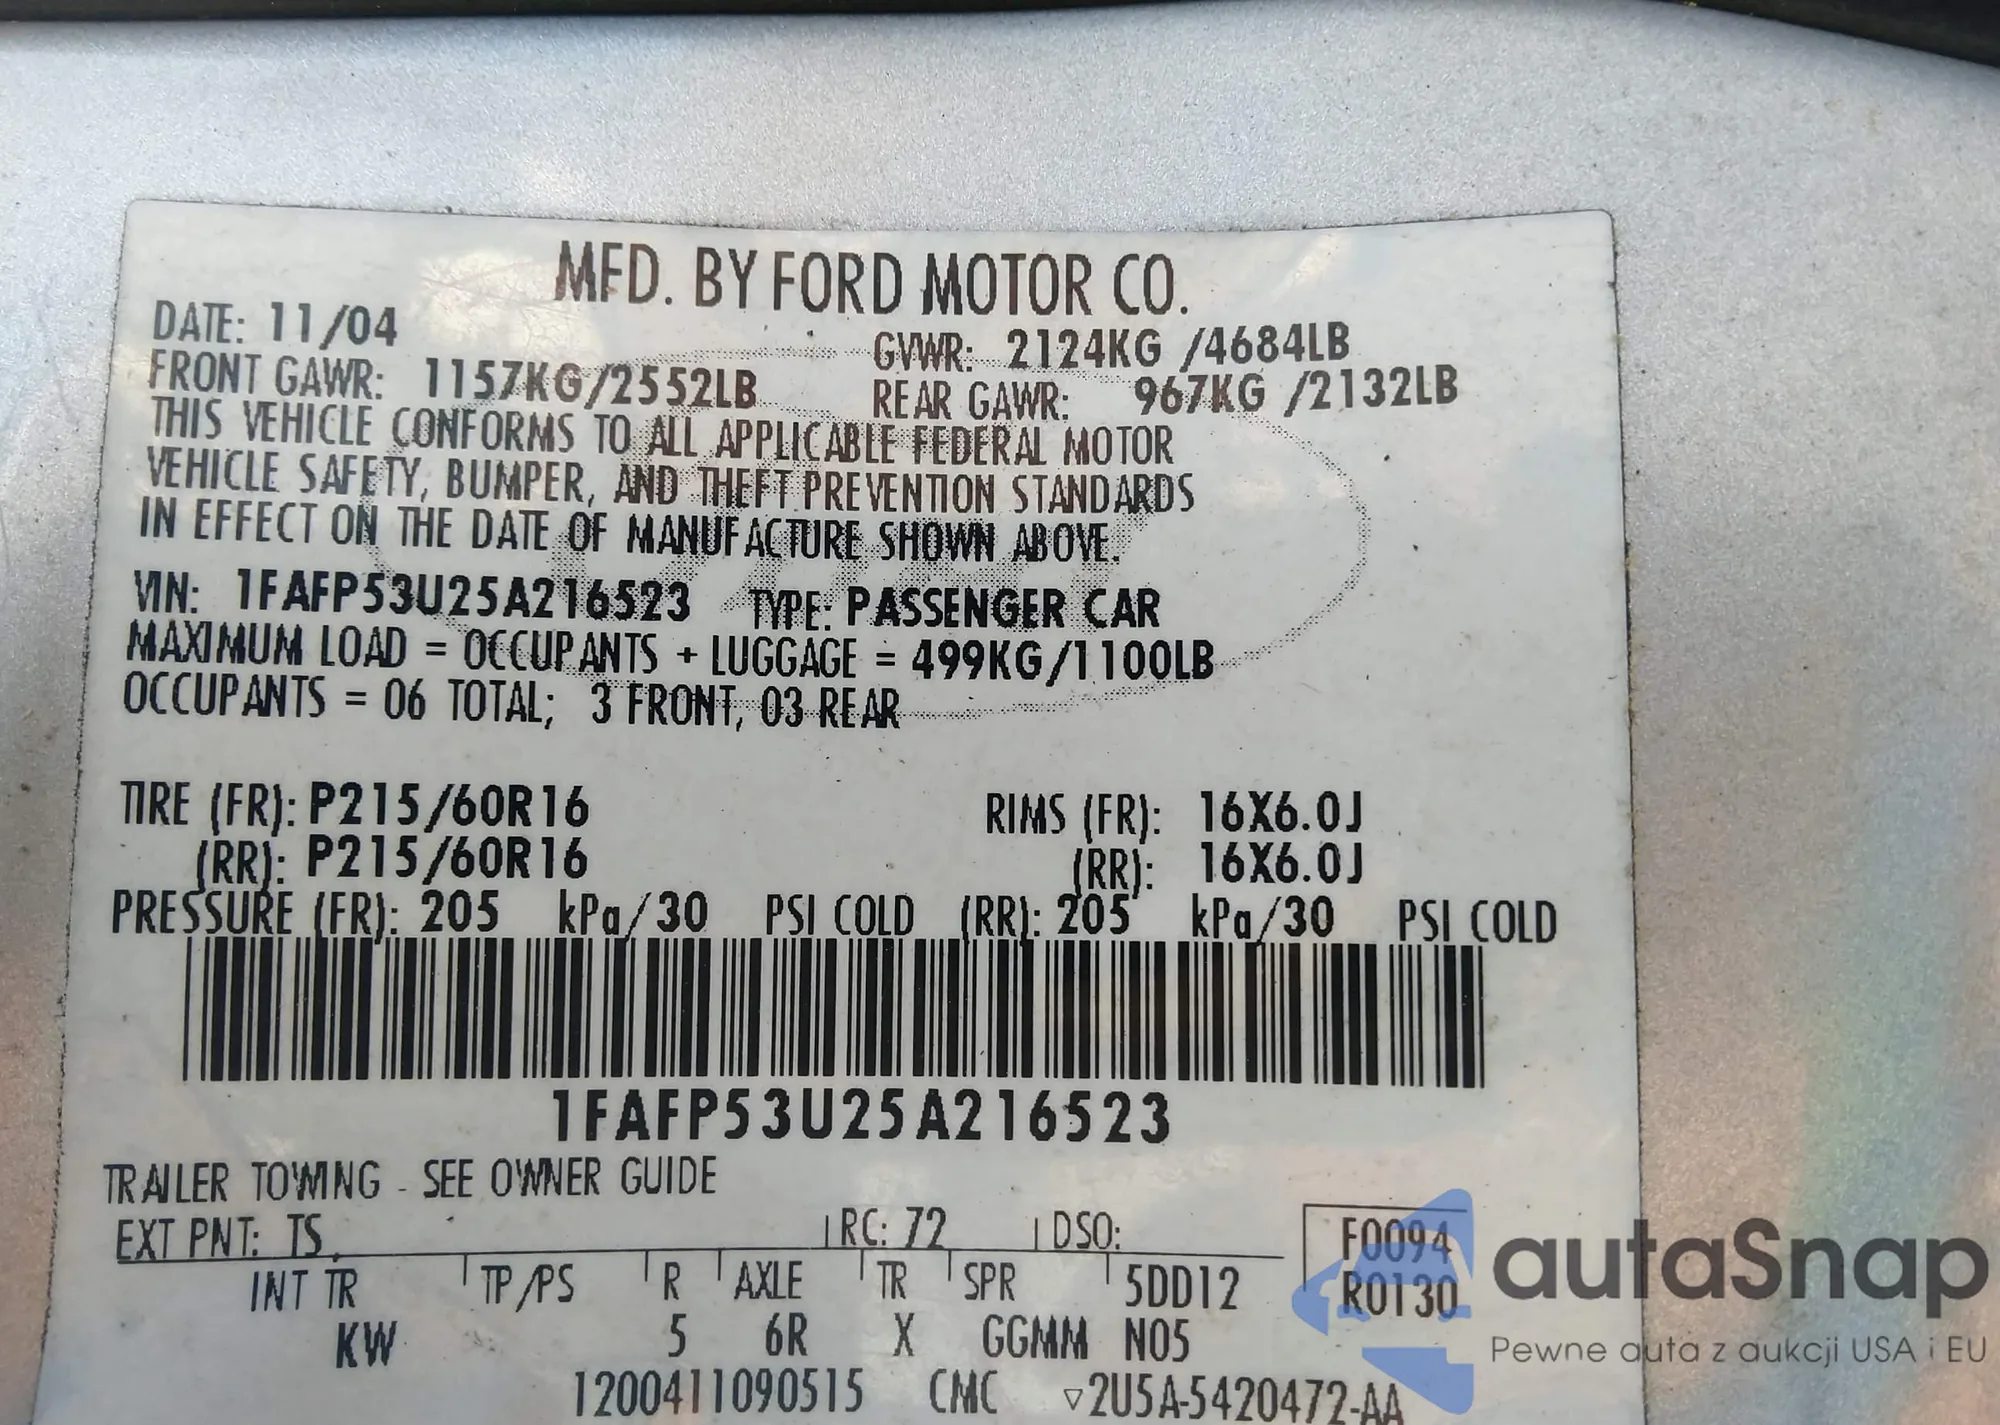 MFD. BY FORD MOTOR CO.
DATE: 11/04
GVWR: 2124KG /4684LB
FRONT GAWR: 1157KG/2552LB
REAR GAWR: 967KG /2132LB
THIS VEHICLE CONFORMS TO ALL APPLICABLE FEDERAL MOTOR
VEHICLE SAFETY, BUMPER, AND THEFT PREVENTION STANDARDS
IN EFFECT ON THE DATE OF MANUFACTURE SHOWN ABOVE.
VIN: 1FAFP53U25A216523 TYPE: PASSENGER CAR
MAXIMUM LOAD = OCCUPANTS + LUGGAGE = 499KG/1100LB
OCCUPANTS = 06 TOTAL; 3 FRONT, 03 REAR
TIRE (FR): P215/60R16 RIMS (FR): 16X6.0J
(RR): P215/60R16 (RR): 16X6.0J
PRESSURE (FR): 205 kPa/30 PSI COLD (RR): 205 kPa/30 PSI COLD
1FAFP53U25A216523
TRAILER TOWING - SEE OWNER GUIDE
EXT PNT: TS RC: 72 DSO: F0094
INT TR TP/PS R AXLE TR SPR 5DD12 R0130
KW 5 6R X GGMM N05
1200411090515 CMC ▽2U5A-5420472-AA
autaSnap
Pewne auta z aukcji USA i EU